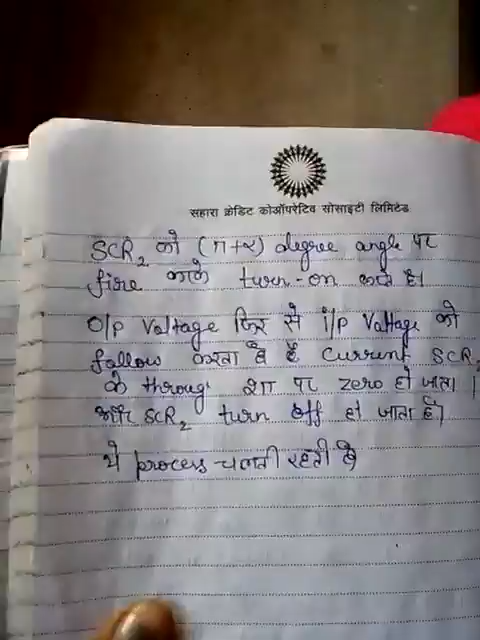 सहारा क्रेडिट कोऑपरेटिव सोसाइटी लिमिटेड
SCR₂ को (π+α) degree angle पर
fire करके turn-on करते है।
O/P Voltage फिर से i/p Voltage को
follow करता है current SCR₂
के through पर zero हो जाता
और SCR₂ turn off हो जाता है।
ये process चलती रहती है